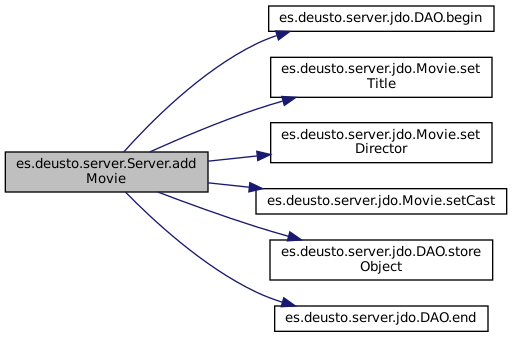 es.deusto.server.jdo.DAO.begin
es.deusto.server.jdo.Movie.set
Title
es.deusto.server.Server.add
Movie
es.deusto.server.jdo.Movie.set
Director
es.deusto.server.jdo.Movie.setCast
es.deusto.server.jdo.DAO.store
Object
es.deusto.server.jdo.DAO.end